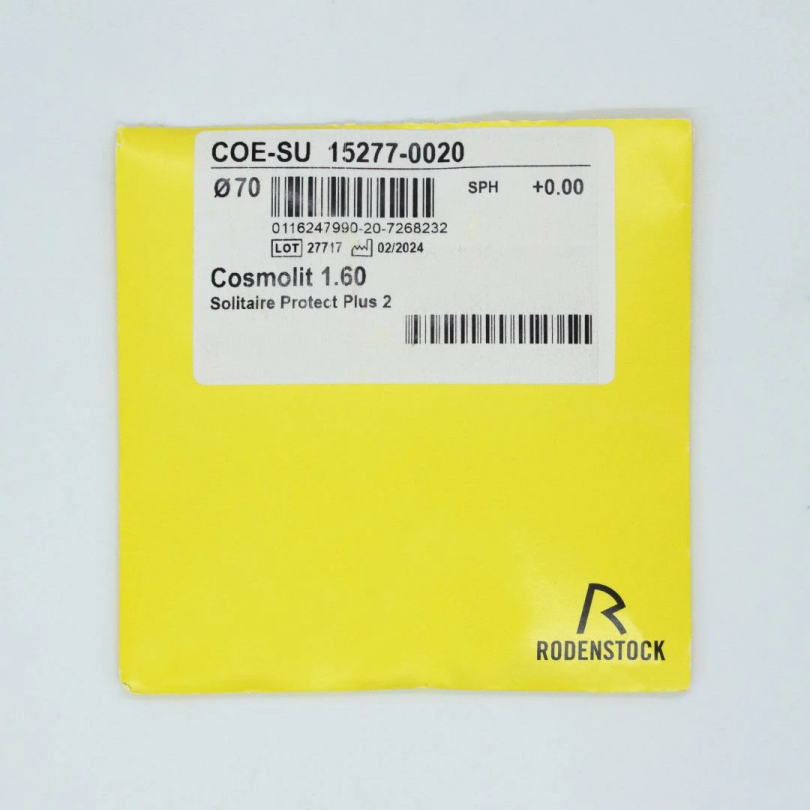 COE-SU 15277-0020
Ø70 SPH +0.00
0116247990-20-7268232
LOT 27717 02/2024
Cosmolit 1.60
Solitaire Protect Plus 2
R
RODENSTOCK